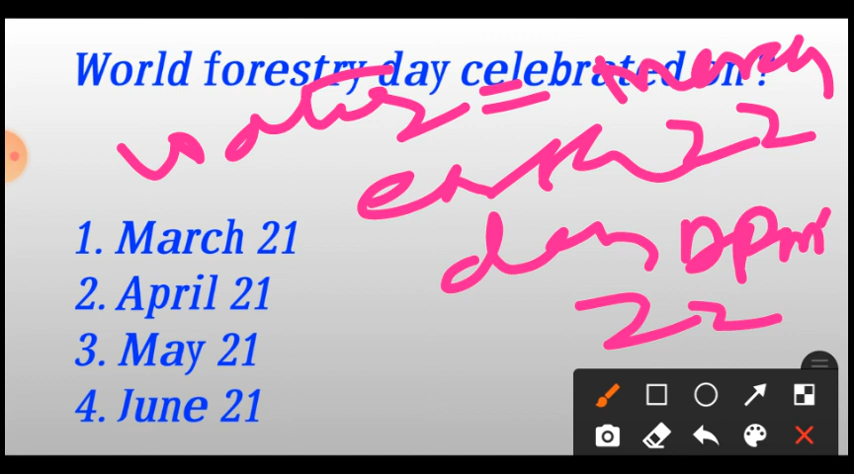 World forestry day celebrated on?
water = march
22
earth
day April
22
1. March 21
2. April 21
3. May 21
4. June 21